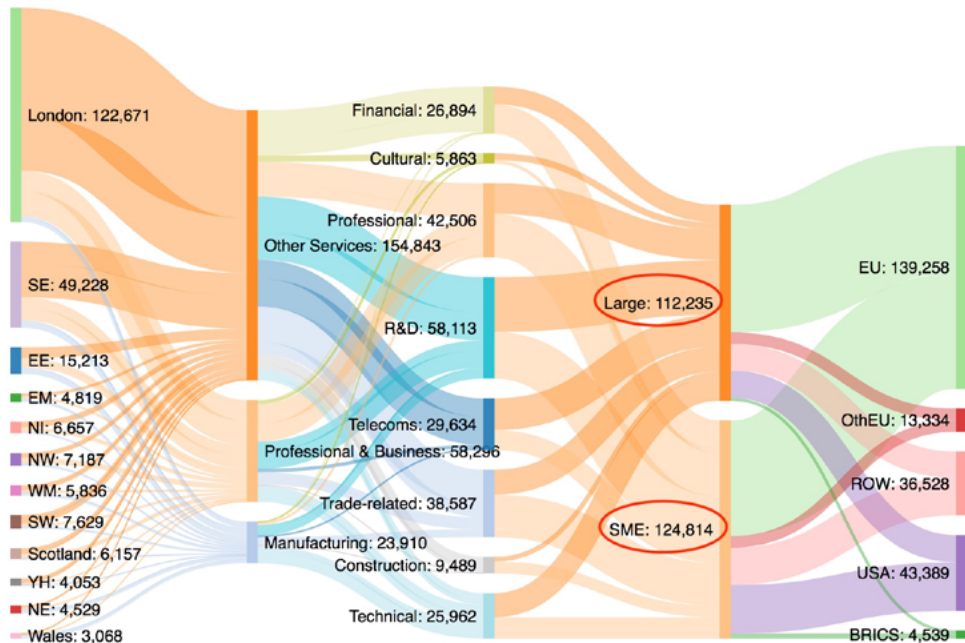 London: 122,671
SE: 49,228
EE: 15,213
EM: 4,819
NI: 6,657
NW: 7,187
WM: 5,836
SW: 7,629
Scotland: 6,157
YH: 4,053
NE: 4,529
Wales: 3,068
Other Services: 154,843
Professional & Business: 58,296
Manufacturing: 23,910
Financial: 26,894
Cultural: 5,863
Professional: 42,506
R&D: 58,113
Telecoms: 29,634
Trade-related: 38,587
Construction: 9,489
Technical: 25,962
Large: 112,235
SME: 124,814
EU: 139,258
OthEU: 13,334
ROW: 36,528
USA: 43,389
BRICS: 4,539